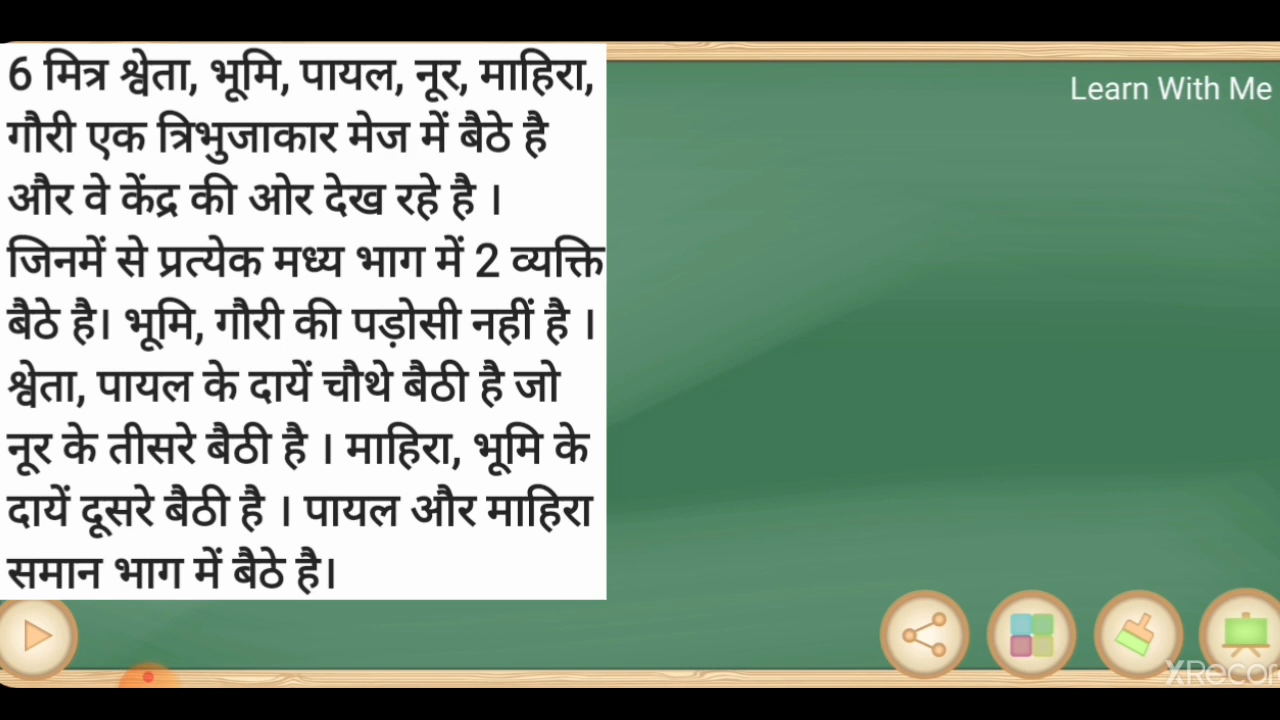 6 मित्र श्वेता, भूमि, पायल, नूर, माहिरा,
गौरी एक त्रिभुजाकार मेज में बैठे है
और वे केंद्र की ओर देख रहे है ।
जिनमें से प्रत्येक मध्य भाग में 2 व्यक्ति
बैठे है। भूमि, गौरी की पड़ोसी नहीं है ।
श्वेता, पायल के दायें चौथे बैठी है जो
नूर के तीसरे बैठी है । माहिरा, भूमि के
दायें दूसरे बैठी है । पायल और माहिरा
समान भाग में बैठे है।
Learn With Me
XRecor